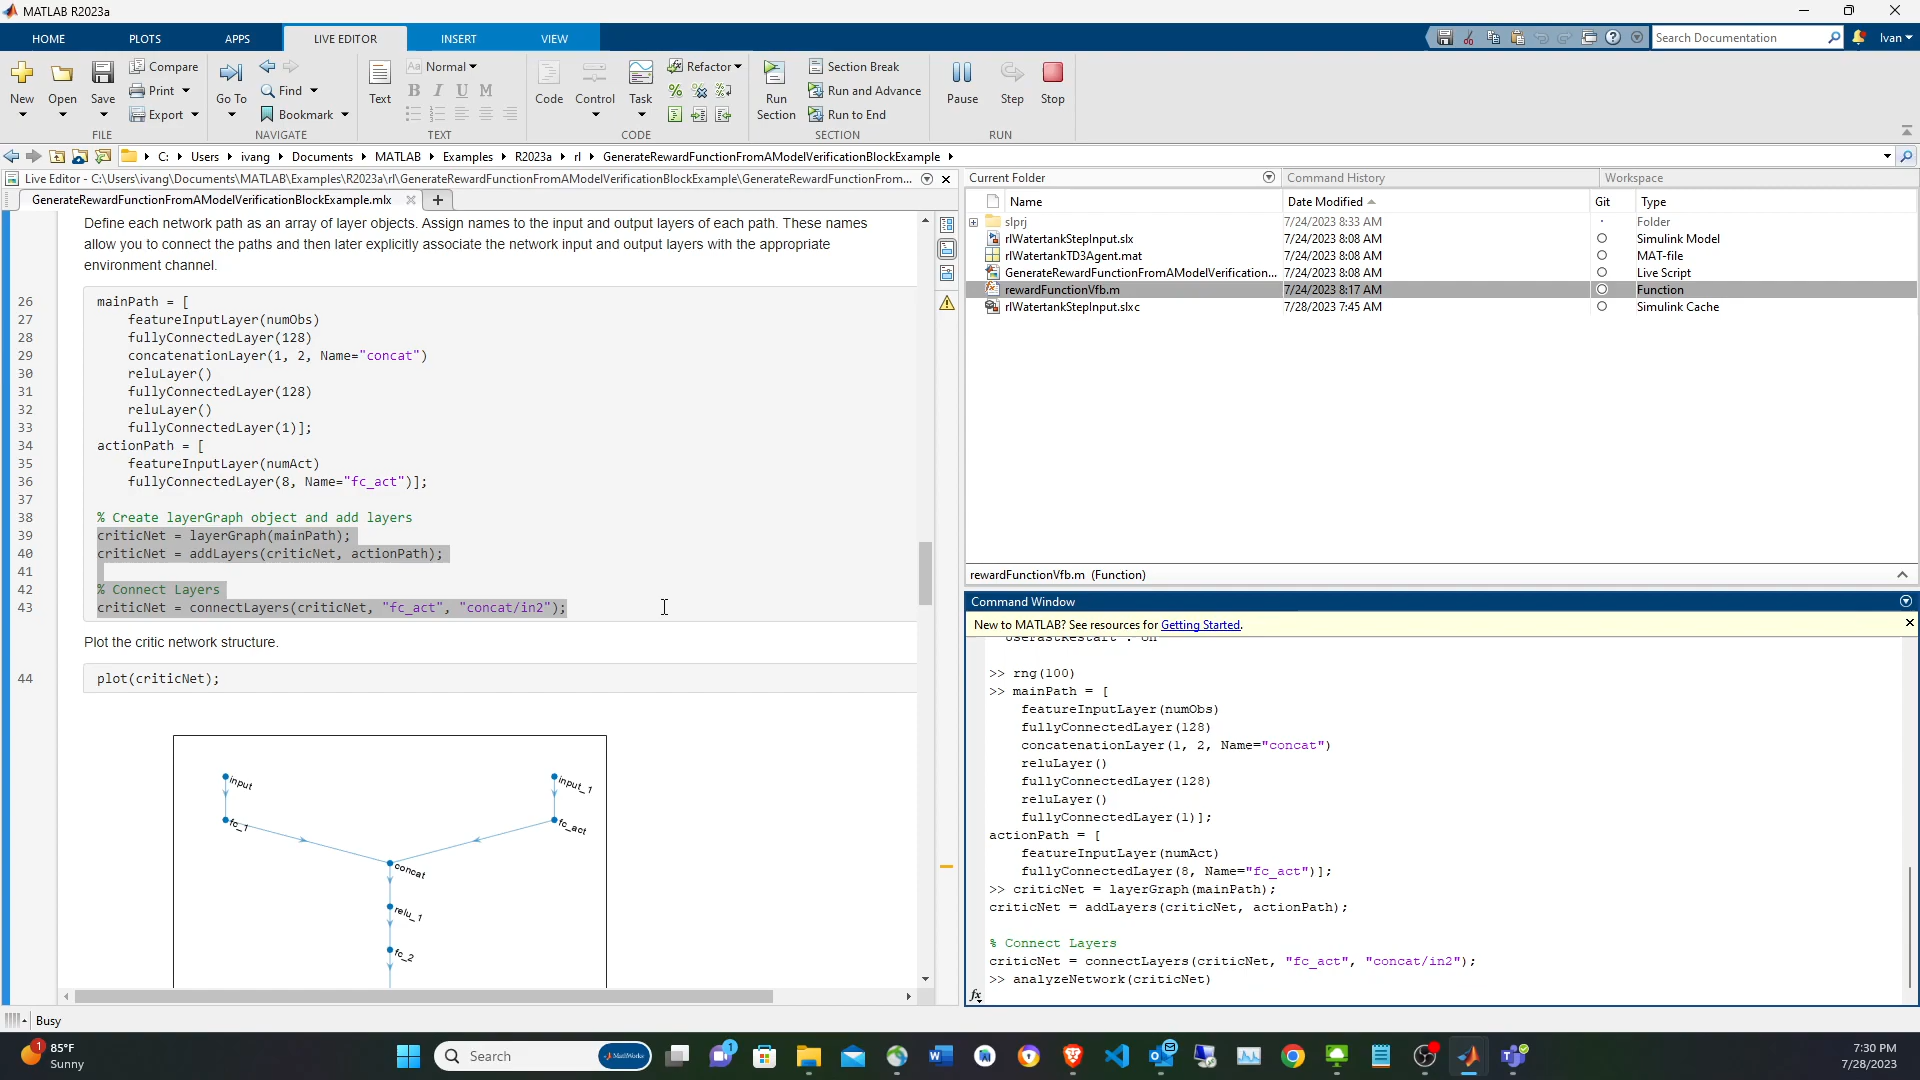 MATLAB R2023a
HOME
PLOTS
APPS
LIVE EDITOR
INSERT
VIEW
Search Documentation
Ivan
New
Open
Save
Compare
Print
Export
FILE
Go To
Find
Bookmark
NAVIGATE
Text
Aa Normal
B I U M
TEXT
Code
Control
Task
Refactor
CODE
Run Section
Section Break
Run and Advance
Run to End
SECTION
Pause
Step
Stop
RUN
C: Users ivang Documents MATLAB Examples R2023a rl GenerateRewardFunctionFromAModelVerificationBlockExample
Live Editor - C:\Users\ivang\Documents\MATLAB\Examples\R2023a\rl\GenerateRewardFunctionFromAModelVerificationBlockExample\GenerateRewardFunctionFrom...
GenerateRewardFunctionFromAModelVerificationBlockExample.mlx
Define each network path as an array of layer objects. Assign names to the input and output layers of each path. These names
allow you to connect the paths and then later explicitly associate the network input and output layers with the appropriate
environment channel.
26 mainPath = [
27 featureInputLayer(numObs)
28 fullyConnectedLayer(128)
29 concatenationLayer(1, 2, Name="concat")
30 reluLayer()
31 fullyConnectedLayer(128)
32 reluLayer()
33 fullyConnectedLayer(1)];
34 actionPath = [
35 featureInputLayer(numAct)
36 fullyConnectedLayer(8, Name="fc_act")];
37
38 % Create layerGraph object and add layers
39 criticNet = layerGraph(mainPath);
40 criticNet = addLayers(criticNet, actionPath);
41
42 % Connect Layers
43 criticNet = connectLayers(criticNet, "fc_act", "concat/in2");
Plot the critic network structure.
44 plot(criticNet);
input
input_1
fc_1
fc_act
concat
relu_1
fc_2
Current Folder
Command History
Workspace
Name Date Modified Git Type
slprj 7/24/2023 8:33 AM Folder
rlWatertankStepInput.slx 7/24/2023 8:08 AM Simulink Model
rlWatertankTD3Agent.mat 7/24/2023 8:08 AM MAT-file
GenerateRewardFunctionFromAModelVerification... 7/24/2023 8:08 AM Live Script
rewardFunctionVfb.m 7/24/2023 8:17 AM Function
rlWatertankStepInput.slxc 7/28/2023 7:45 AM Simulink Cache
rewardFunctionVfb.m (Function)
Command Window
New to MATLAB? See resources for Getting Started.
>> rng(100)
>> mainPath = [
featureInputLayer(numObs)
fullyConnectedLayer(128)
concatenationLayer(1, 2, Name="concat")
reluLayer()
fullyConnectedLayer(128)
reluLayer()
fullyConnectedLayer(1)];
actionPath = [
featureInputLayer(numAct)
fullyConnectedLayer(8, Name="fc_act")];
>> criticNet = layerGraph(mainPath);
criticNet = addLayers(criticNet, actionPath);
% Connect Layers
criticNet = connectLayers(criticNet, "fc_act", "concat/in2");
>> analyzeNetwork(criticNet)
fx
Busy
1
85°F
Sunny
Search
MathWorks
1
7:30 PM
7/28/2023